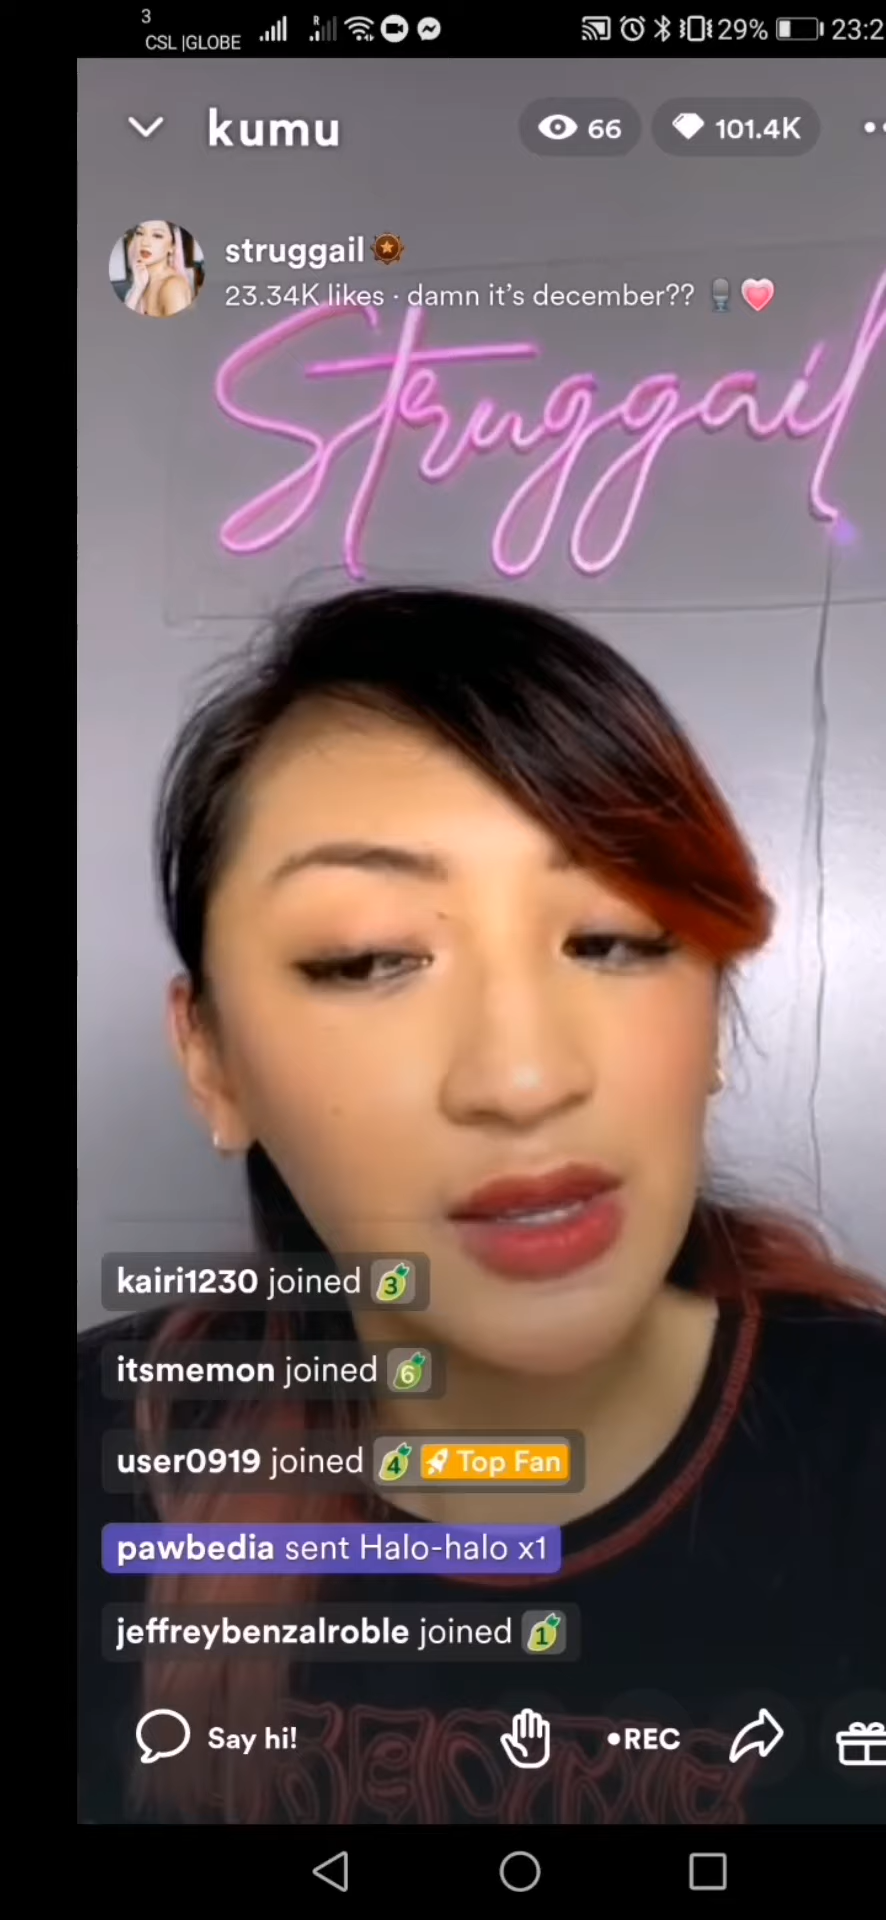 3
CSL |GLOBE
R
29%
23:2
kumu
66
101.4K
struggail
23.34K likes · damn it's december??
Struggail
kairi1230 joined 3
itsmemon joined 6
user0919 joined 4 Top Fan
pawbedia sent Halo-halo x1
jeffreybenzalroble joined 1
Say hi!
•REC